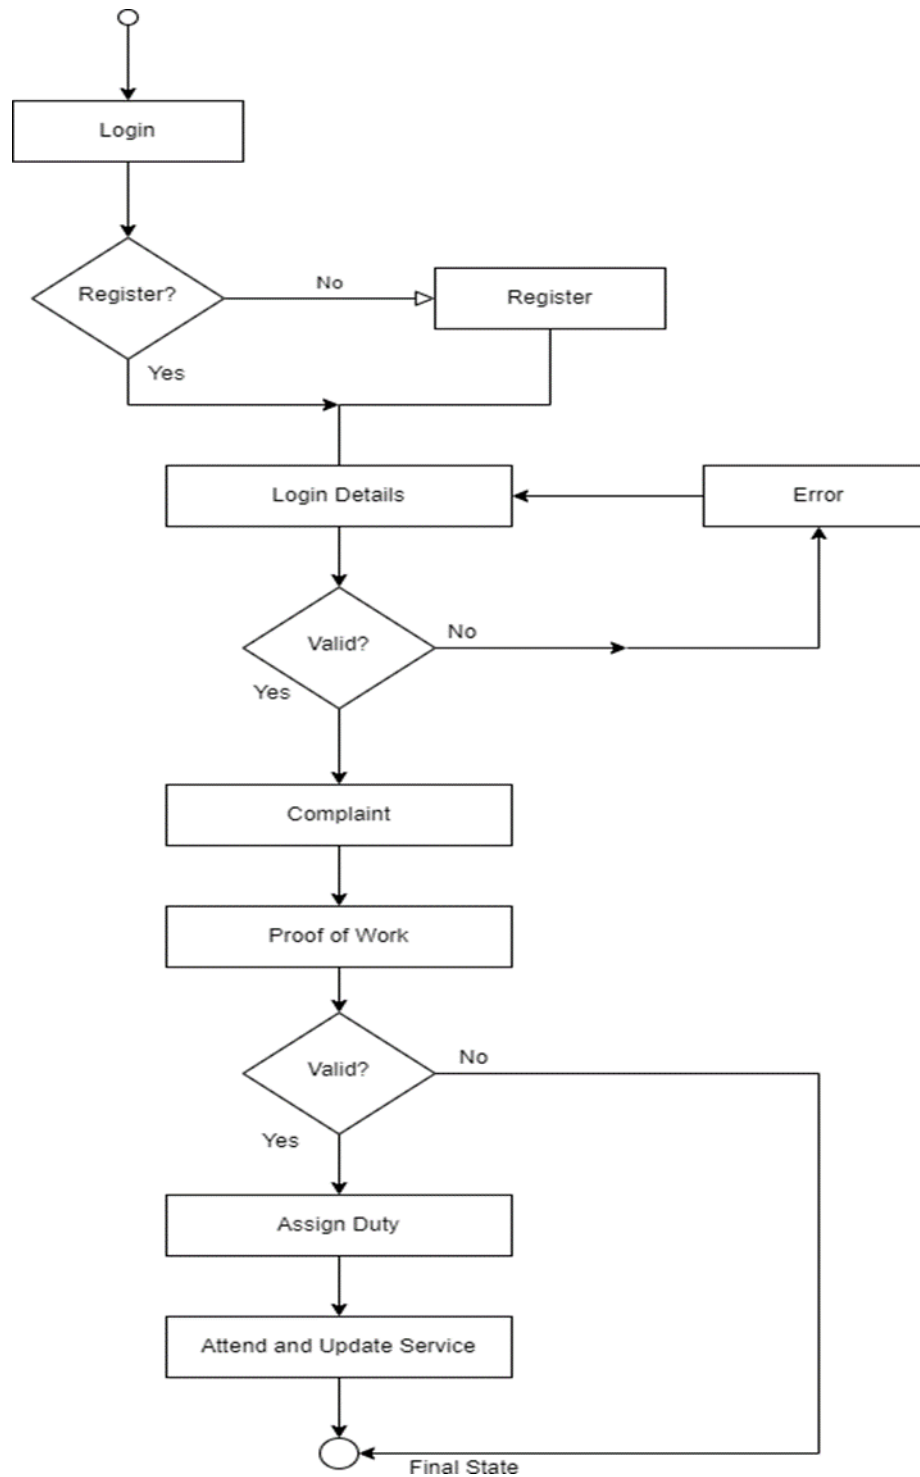 Login
Register?
No
Register
Yes
Login Details
Error
Valid?
No
Yes
Complaint
Proof of Work
Valid?
No
Yes
Assign Duty
Attend and Update Service
Final State